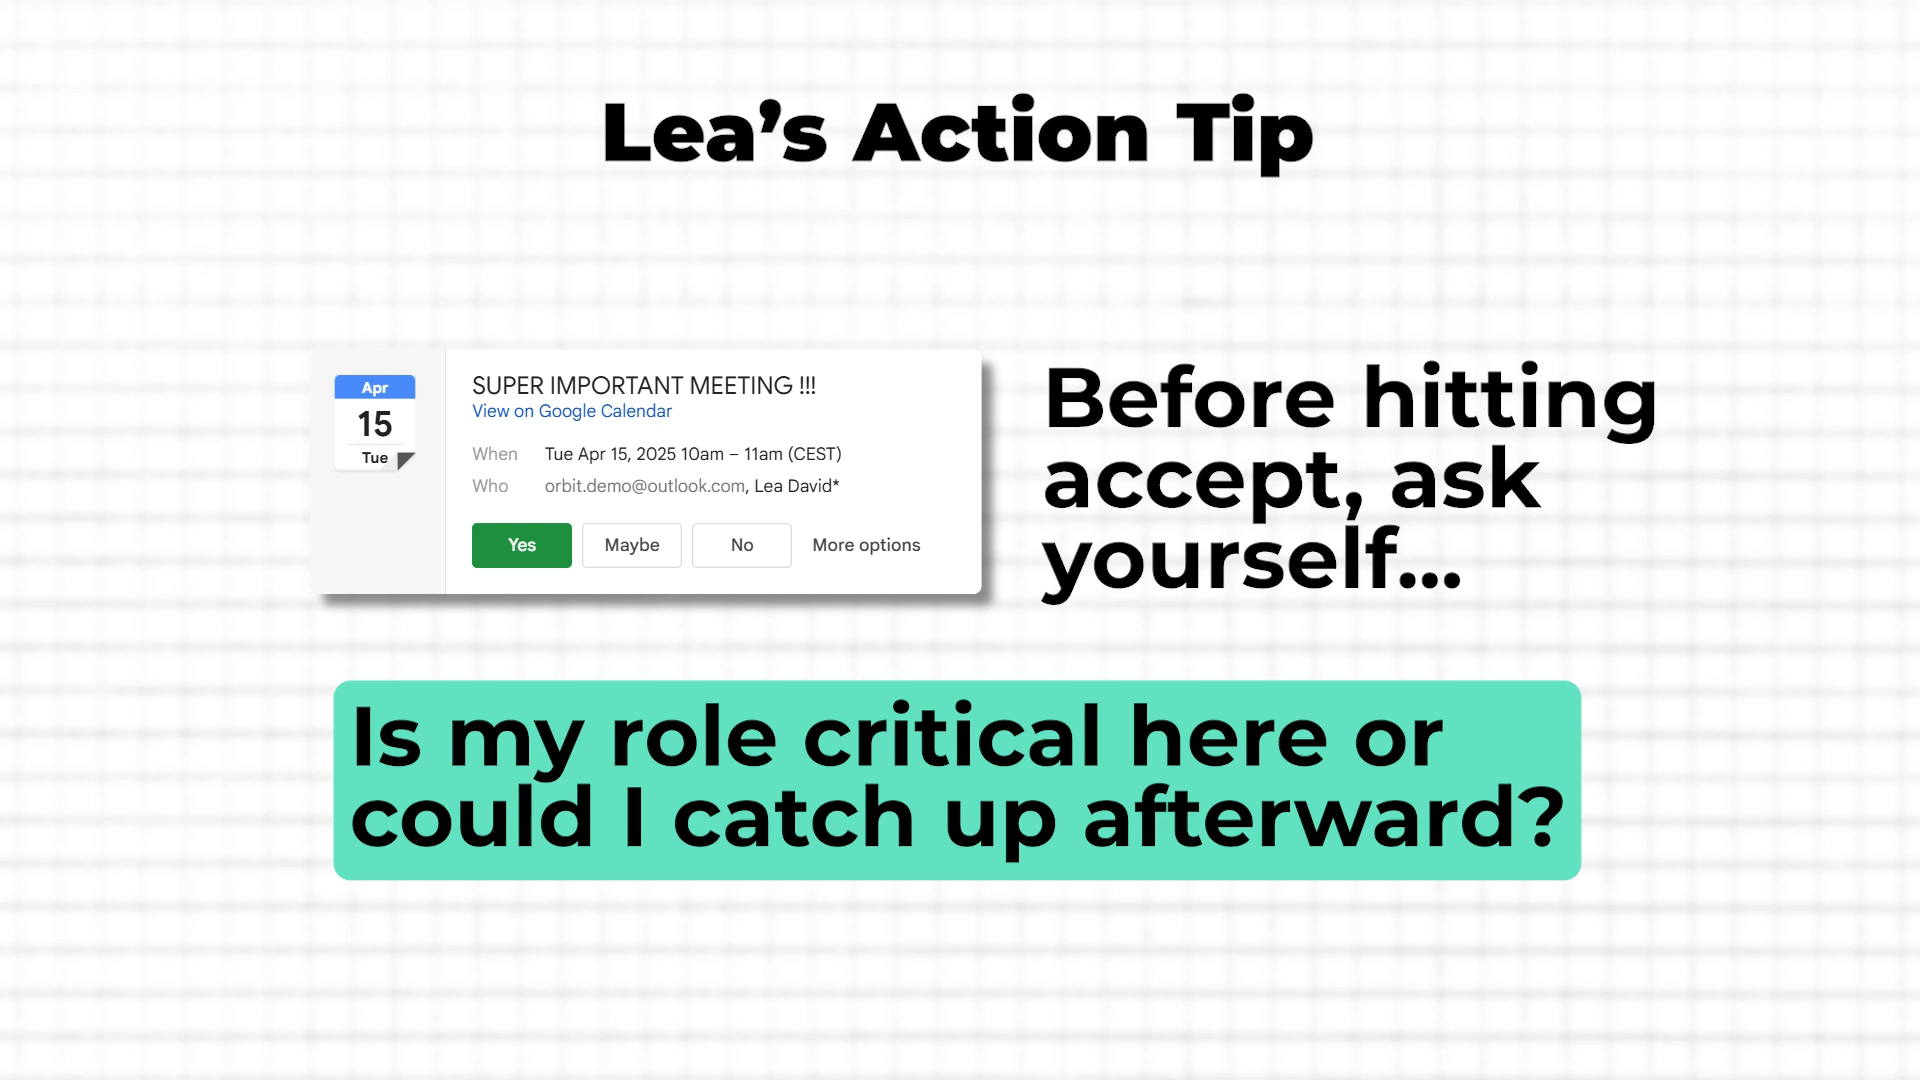 Lea’s Action Tip
Apr
15
Tue
SUPER IMPORTANT MEETING !!!
View on Google Calendar
When Tue Apr 15, 2025 10am – 11am (CEST)
Who orbit.demo@outlook.com, Lea David*
Yes Maybe No More options
Before hitting
accept, ask
yourself...
Is my role critical here or
could I catch up afterward?